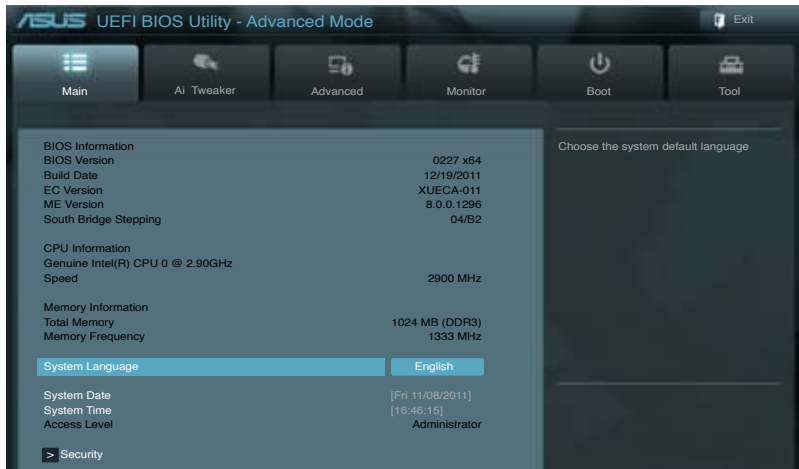 ASUS UEFI BIOS Utility - Advanced Mode
Exit
Main
Ai Tweaker
Advanced
Monitor
Boot
Tool
BIOS Information
BIOS Version 0227 x64
Build Date 12/19/2011
EC Version XUECA-011
ME Version 8.0.0.1296
South Bridge Stepping 04/B2
CPU Information
Genuine Intel(R) CPU 0 @ 2.90GHz
Speed 2900 MHz
Memory Information
Total Memory 1024 MB (DDR3)
Memory Frequency 1333 MHz
System Language English
System Date [Fri 11/08/2011]
System Time [16:46:15]
Access Level Administrator
> Security
Choose the system default language